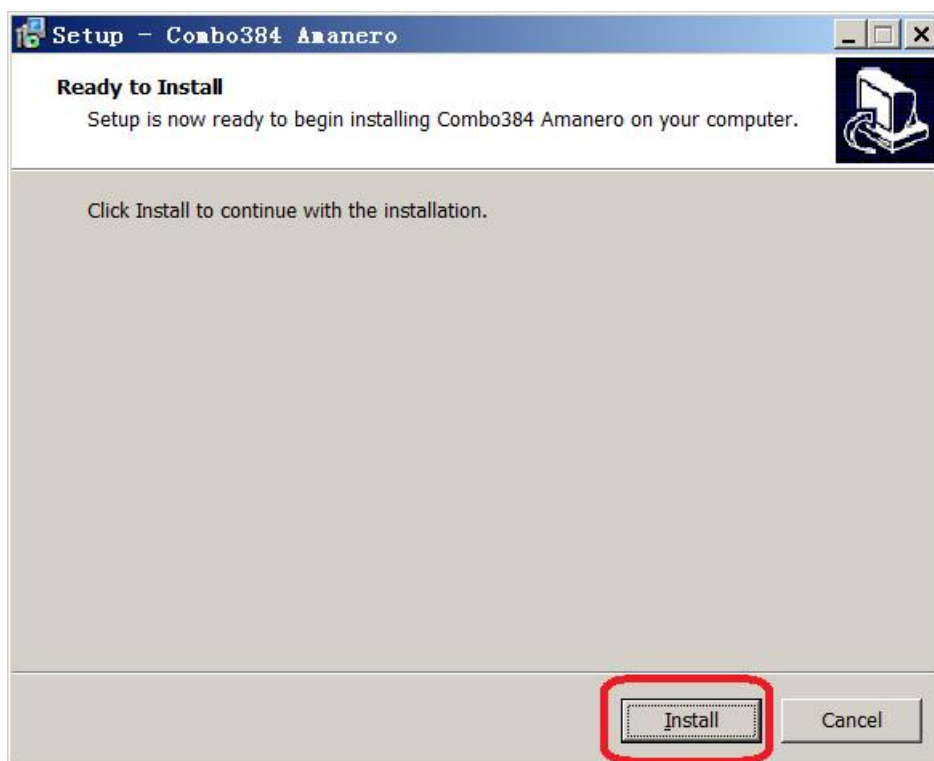 Setup - Combo384 Amanero
Ready to Install
Setup is now ready to begin installing Combo384 Amanero on your computer.
Click Install to continue with the installation.
Install
Cancel